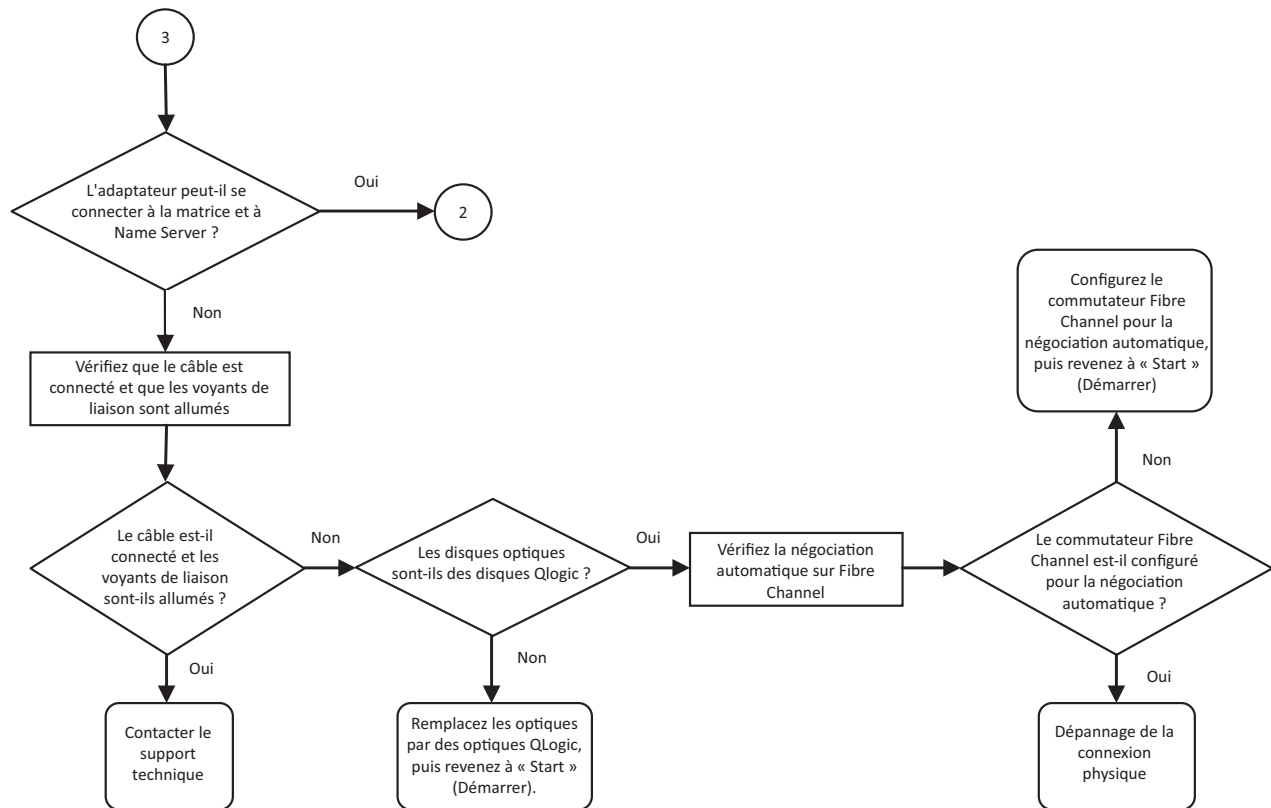 3
L'adaptateur peut-il se
connecter à la matrice et à
Name Server ?
Oui
2
Non
Vérifiez que le câble est
connecté et que les voyants de
liaison sont allumés
Le câble est-il
connecté et les
voyants de liaison
sont-ils allumés ?
Oui
Contacter le
support
technique
Non
Les disques optiques
sont-ils des disques Qlogic ?
Non
Remplacez les optiques
par des optiques QLogic,
puis revenez à « Start »
(Démarrer).
Oui
Vérifiez la négociation
automatique sur Fibre
Channel
Le commutateur Fibre
Channel est-il configuré
pour la négociation
automatique ?
Non
Configurez le
commutateur Fibre
Channel pour la
négociation automatique,
puis revenez à « Start »
(Démarrer)
Oui
Dépannage de la
connexion
physique